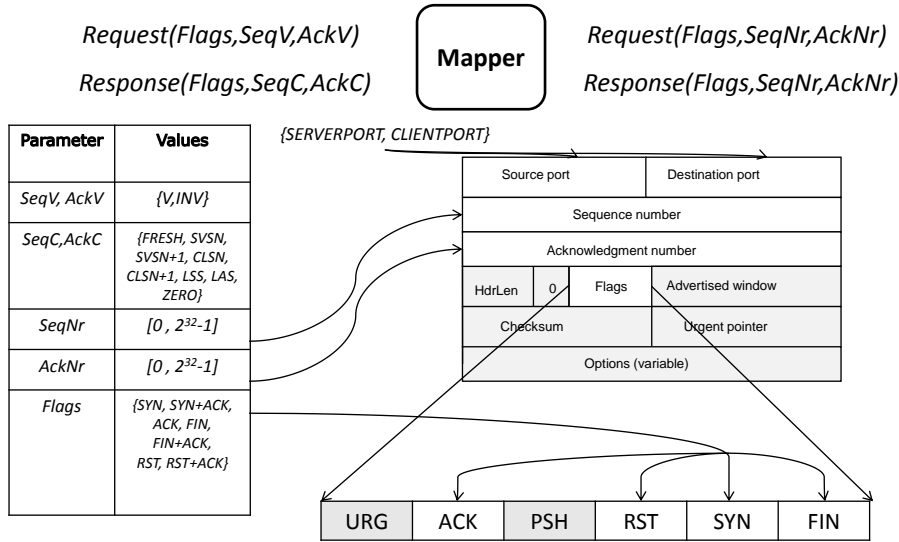 Request(Flags,SeqV,AckV)
Response(Flags,SeqC,AckC)
Mapper
Request(Flags,SeqNr,AckNr)
Response(Flags,SeqNr,AckNr)
{SERVERPORT, CLIENTPORT}
Parameter Values
SeqV, AckV {V,INV}
SeqC,AckC {FRESH, SVSN,
SVSN+1, CLSN,
CLSN+1, LSS, LAS,
ZERO}
SeqNr [0 , 2³²-1]
AckNr [0 , 2³²-1]
Flags {SYN, SYN+ACK,
ACK, FIN,
FIN+ACK,
RST, RST+ACK}
Source port Destination port
Sequence number
Acknowledgment number
HdrLen 0 Flags Advertised window
Checksum Urgent pointer
Options (variable)
URG ACK PSH RST SYN FIN